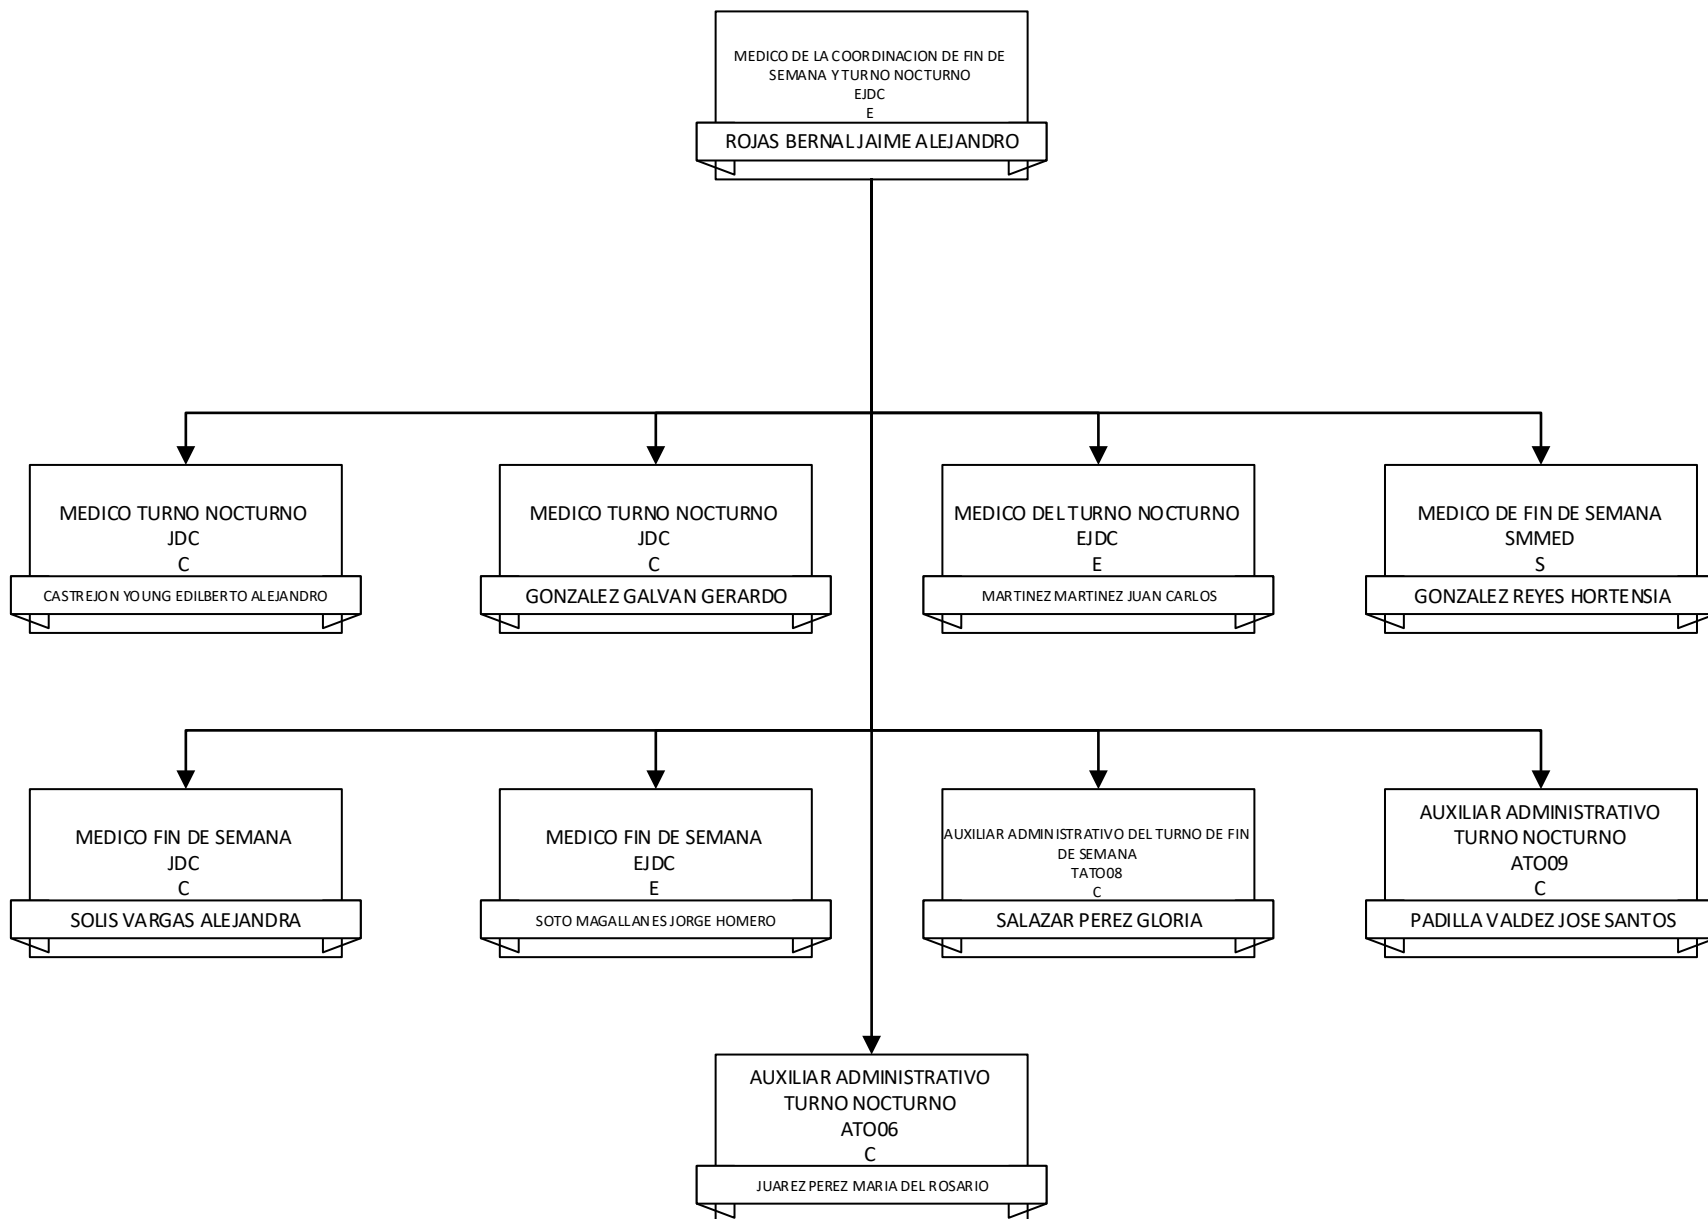 MEDICO DE LA COORDINACION DE FIN DE
SEMANA Y TURNO NOCTURNO
EJDC
E
ROJAS BERNAL JAIME ALEJANDRO
MEDICO TURNO NOCTURNO
JDC
C
CASTREJON YOUNG EDILBERTO ALEJANDRO
MEDICO TURNO NOCTURNO
JDC
C
GONZALEZ GALVAN GERARDO
MEDICO DEL TURNO NOCTURNO
EJDC
E
MARTINEZ MARTINEZ JUAN CARLOS
MEDICO DE FIN DE SEMANA
SMMED
S
GONZALEZ REYES HORTENSIA
MEDICO FIN DE SEMANA
JDC
C
SOLIS VARGAS ALEJANDRA
MEDICO FIN DE SEMANA
EJDC
E
SOTO MAGALLANES JORGE HOMERO
AUXILIAR ADMINISTRATIVO DEL TURNO DE FIN
DE SEMANA
TATO08
C
SALAZAR PEREZ GLORIA
AUXILIAR ADMINISTRATIVO
TURNO NOCTURNO
ATO09
C
PADILLA VALDEZ JOSE SANTOS
AUXILIAR ADMINISTRATIVO
TURNO NOCTURNO
ATO06
C
JUAREZ PEREZ MARIA DEL ROSARIO